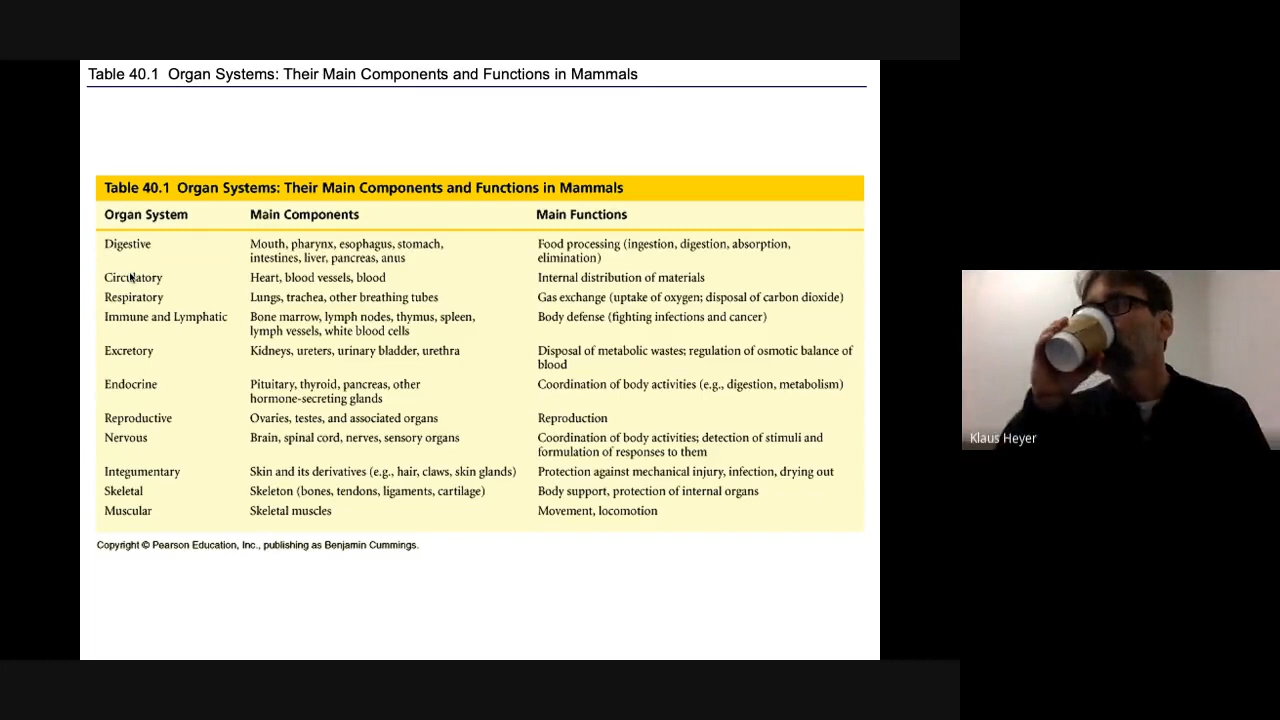 Table 40.1 Organ Systems: Their Main Components and Functions in Mammals
Table 40.1 Organ Systems: Their Main Components and Functions in Mammals
Organ System Main Components Main Functions
Digestive Mouth, pharynx, esophagus, stomach, Food processing (ingestion, digestion, absorption,
intestines, liver, pancreas, anus elimination)
Circulatory Heart, blood vessels, blood Internal distribution of materials
Respiratory Lungs, trachea, other breathing tubes Gas exchange (uptake of oxygen; disposal of carbon dioxide)
Immune and Lymphatic Bone marrow, lymph nodes, thymus, spleen, Body defense (fighting infections and cancer)
lymph vessels, white blood cells
Excretory Kidneys, ureters, urinary bladder, urethra Disposal of metabolic wastes; regulation of osmotic balance of
blood
Endocrine Pituitary, thyroid, pancreas, other Coordination of body activities (e.g., digestion, metabolism)
hormone-secreting glands
Reproductive Ovaries, testes, and associated organs Reproduction
Nervous Brain, spinal cord, nerves, sensory organs Coordination of body activities; detection of stimuli and
formulation of responses to them
Integumentary Skin and its derivatives (e.g., hair, claws, skin glands) Protection against mechanical injury, infection, drying out
Skeletal Skeleton (bones, tendons, ligaments, cartilage) Body support, protection of internal organs
Muscular Skeletal muscles Movement, locomotion
Copyright © Pearson Education, Inc., publishing as Benjamin Cummings.
Klaus Heyer